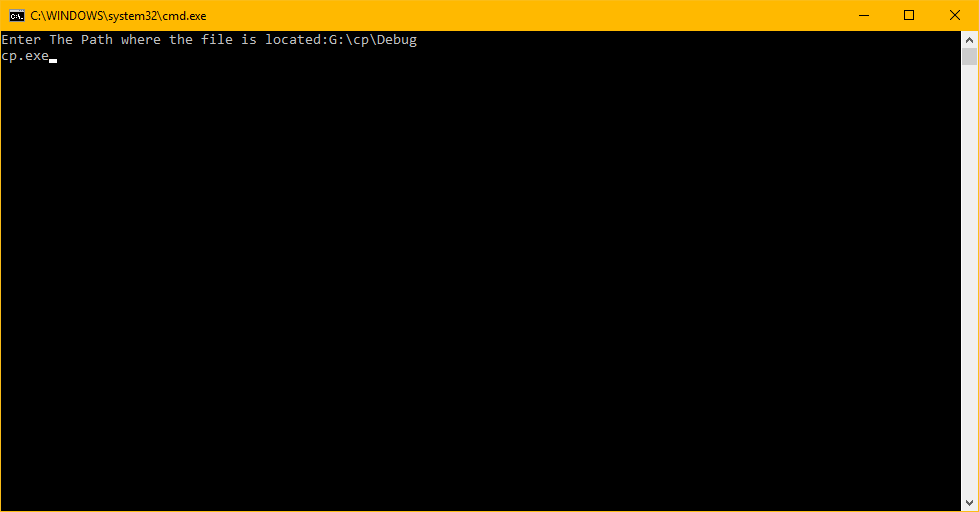 C:\WINDOWS\system32\cmd.exe
Enter The Path where the file is located:G:\cp\Debug
cp.exe